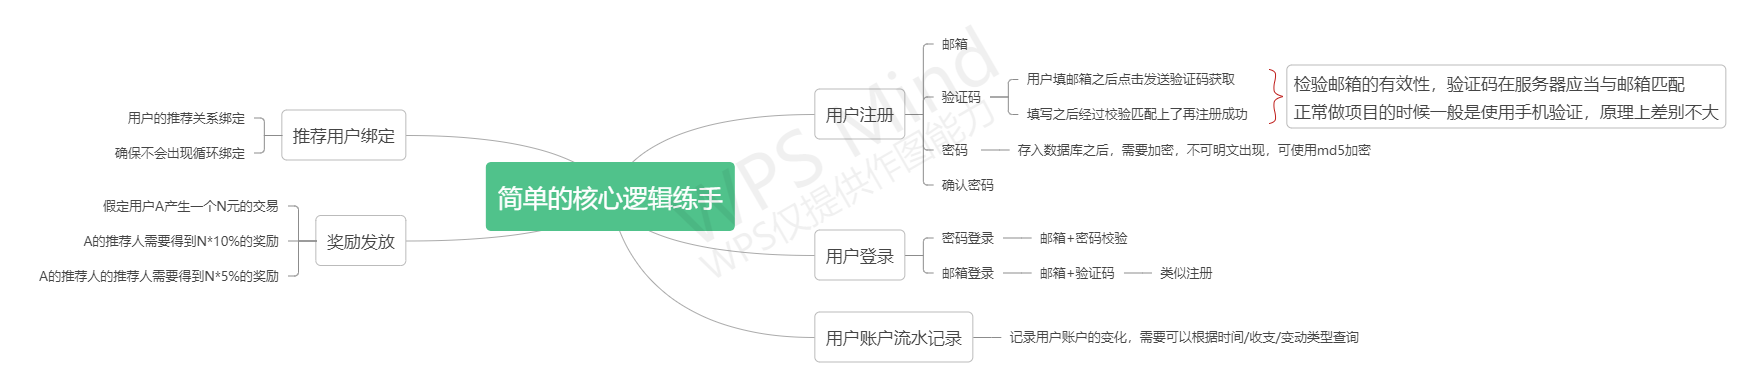 简单的核心逻辑练手
用户注册
邮箱
验证码
用户填邮箱之后点击发送验证码获取
填写之后经过校验匹配上了再注册成功
检验邮箱的有效性，验证码在服务器应当与邮箱匹配
正常做项目的时候一般是使用手机验证，原理上差别不大
密码
存入数据库之后，需要加密，不可明文出现，可使用md5加密
确认密码
用户登录
密码登录
邮箱+密码校验
邮箱登录
邮箱+验证码
类似注册
用户账户流水记录
记录用户账户的变化，需要可以根据时间/收支/变动类型查询
推荐用户绑定
用户的推荐关系绑定
确保不会出现循环绑定
奖励发放
假定用户A产生一个N元的交易
A的推荐人需要得到N*10%的奖励
A的推荐人的推荐人需要得到N*5%的奖励
WPS Mind
WPS仅提供作图能力